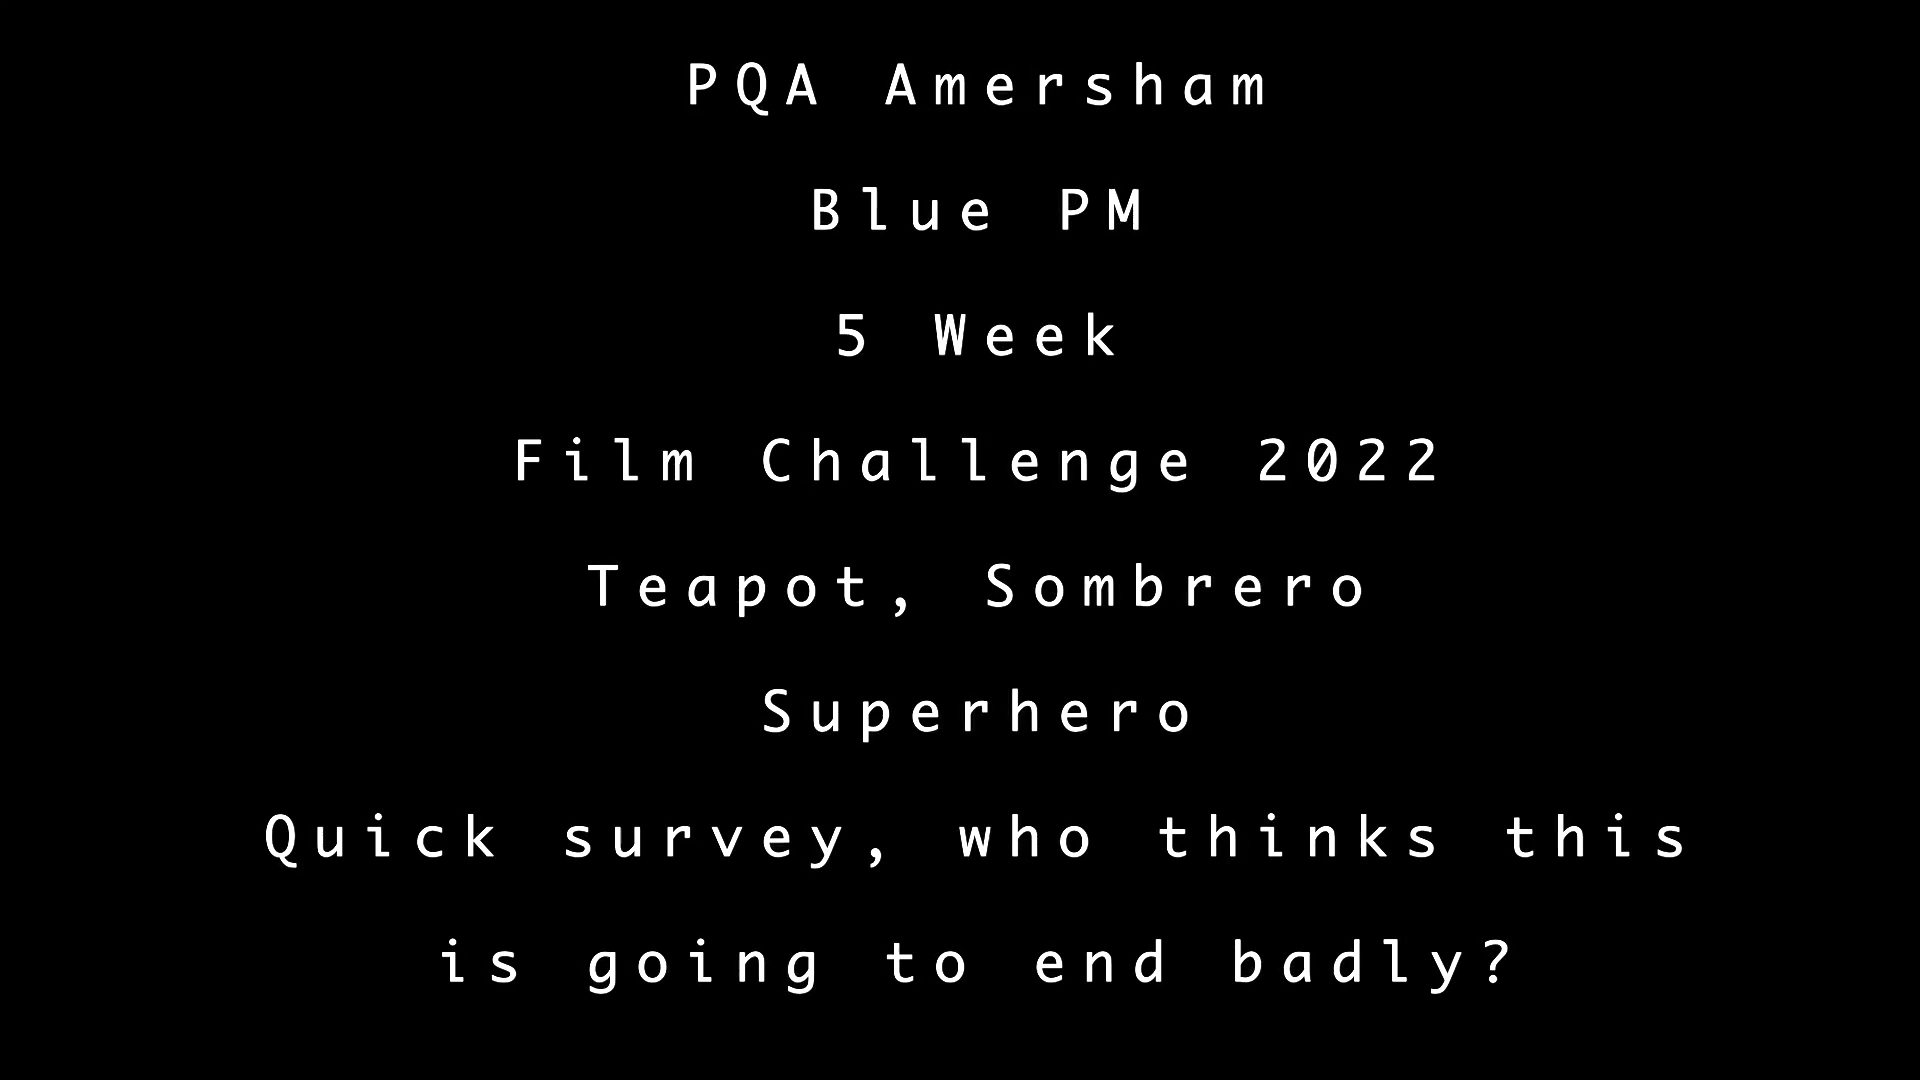 PQA Amersham
Blue PM
5 Week
Film Challenge 2022
Teapot, Sombrero
Superhero
Quick survey, who thinks this
is going to end badly?